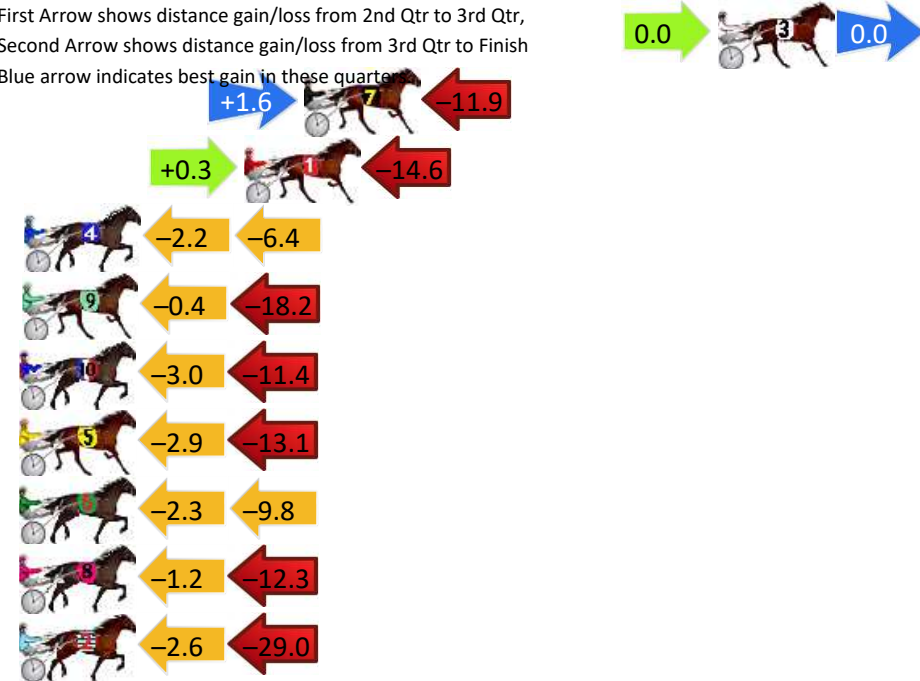 First Arrow shows distance gain/loss from 2nd Qtr to 3rd Qtr,
Second Arrow shows distance gain/loss from 3rd Qtr to Finish
Blue arrow indicates best gain in these quarters.
0.0 3 0.0
+1.6 7 –11.9
+0.3 1 –14.6
4 –2.2 –6.4
9 –0.4 –18.2
10 –3.0 –11.4
5 –2.9 –13.1
6 –2.3 –9.8
8 –1.2 –12.3
2 –2.6 –29.0